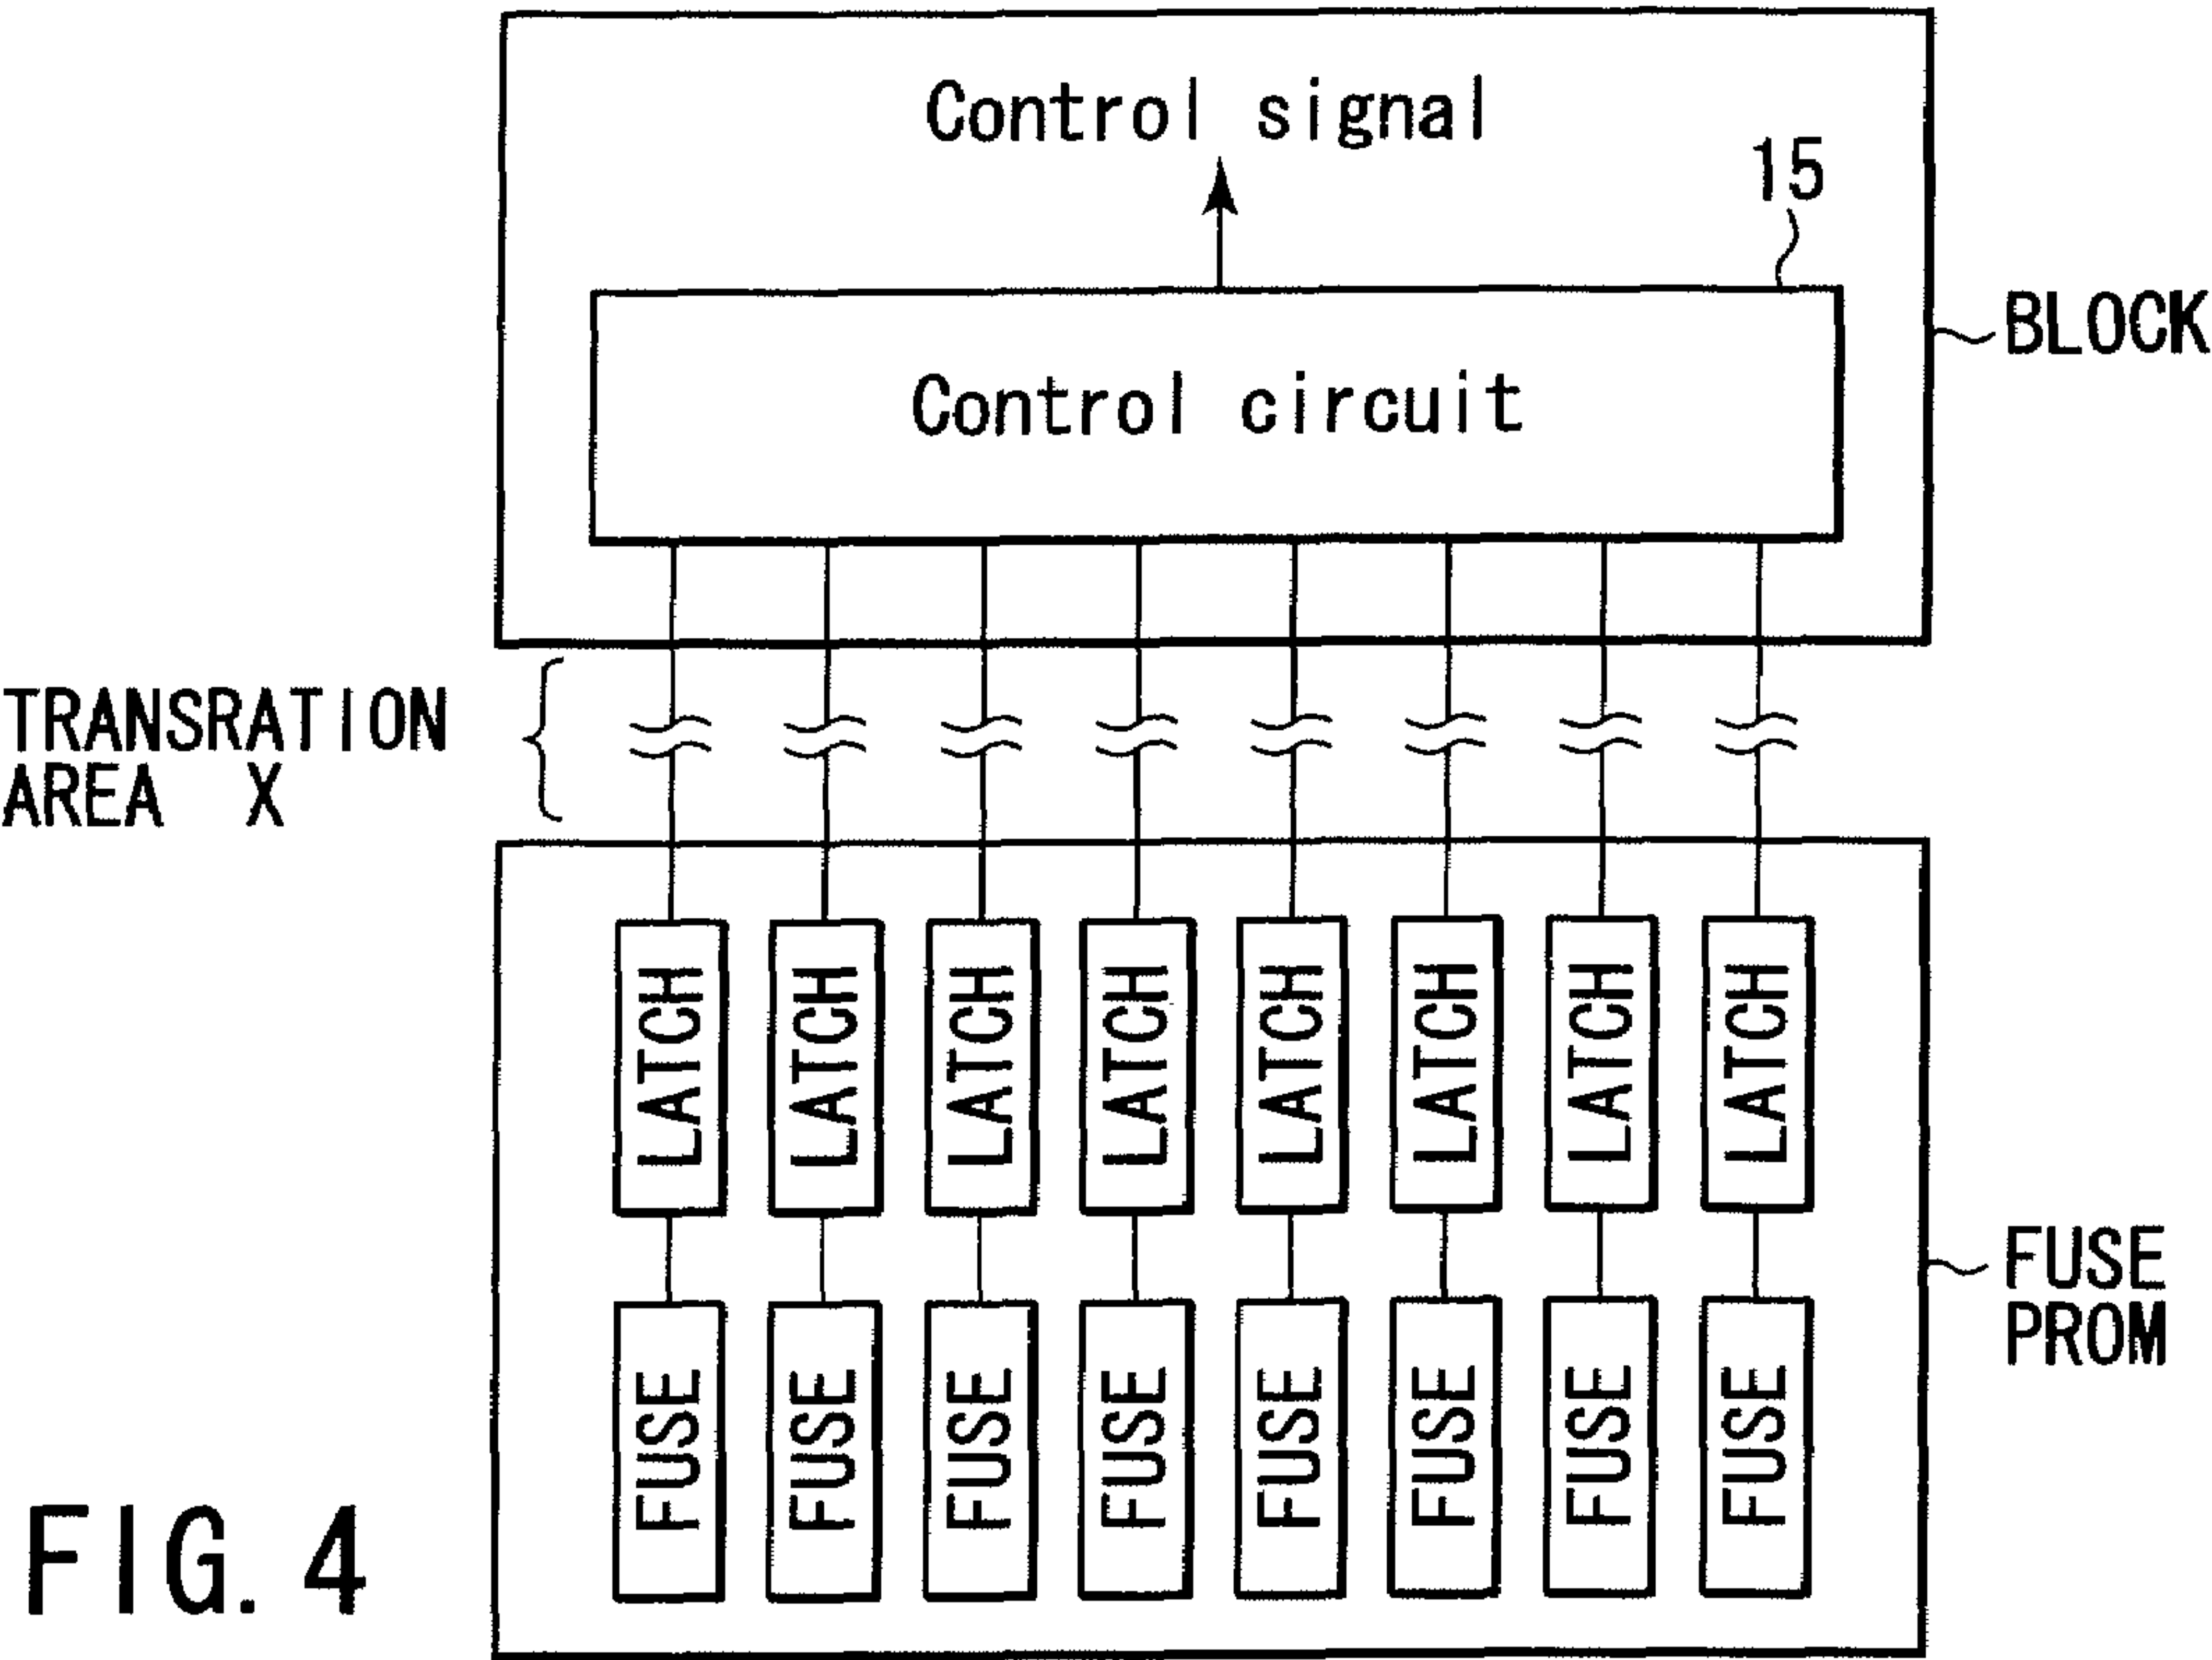 Control signal
15
Control circuit
BLOCK
TRANSRATION
AREA X
LATCH LATCH LATCH LATCH LATCH LATCH LATCH LATCH
FUSE
PROM
FUSE FUSE FUSE FUSE FUSE FUSE FUSE FUSE
FIG. 4